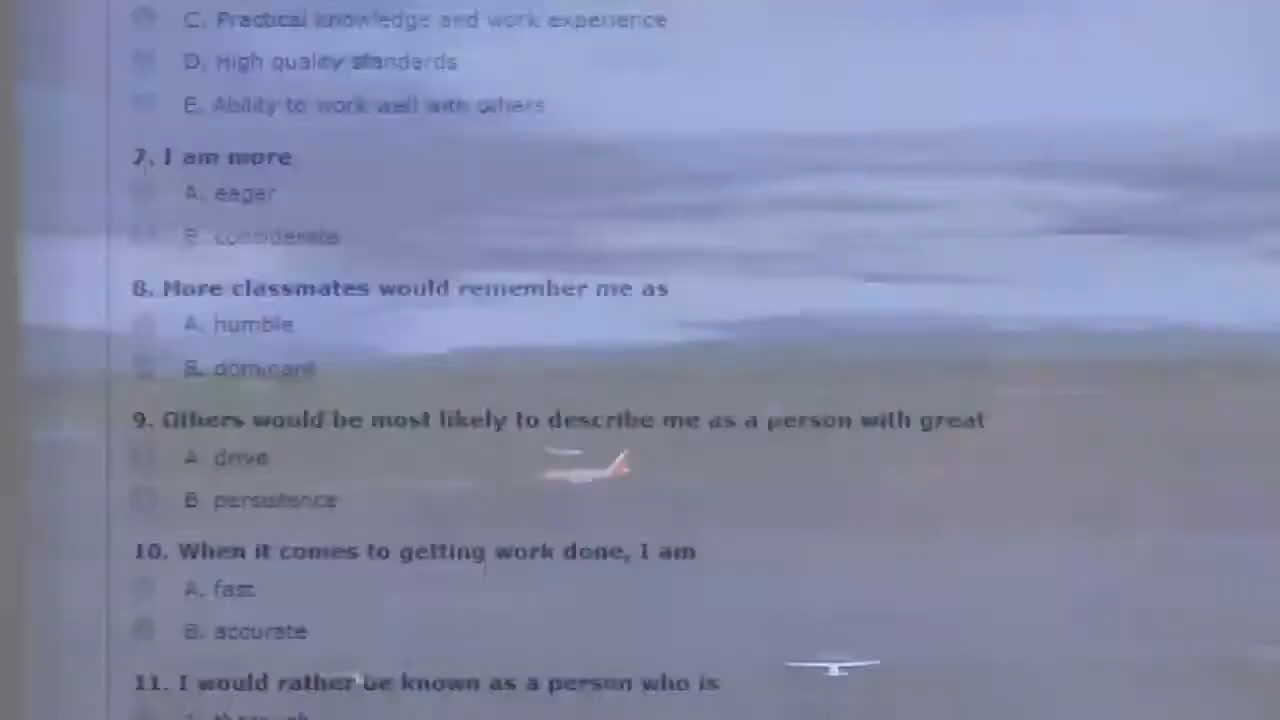 C. Practical knowledge and work experience
D. High quality standards
E. Ability to work well with others
7. I am more
A. eager
B. considerate
8. More classmates would remember me as
A. humble
B. dominant
9. Others would be most likely to describe me as a person with great
A. drive
B. persistence
10. When it comes to getting work done, I am
A. fast
B. accurate
11. I would rather be known as a person who is